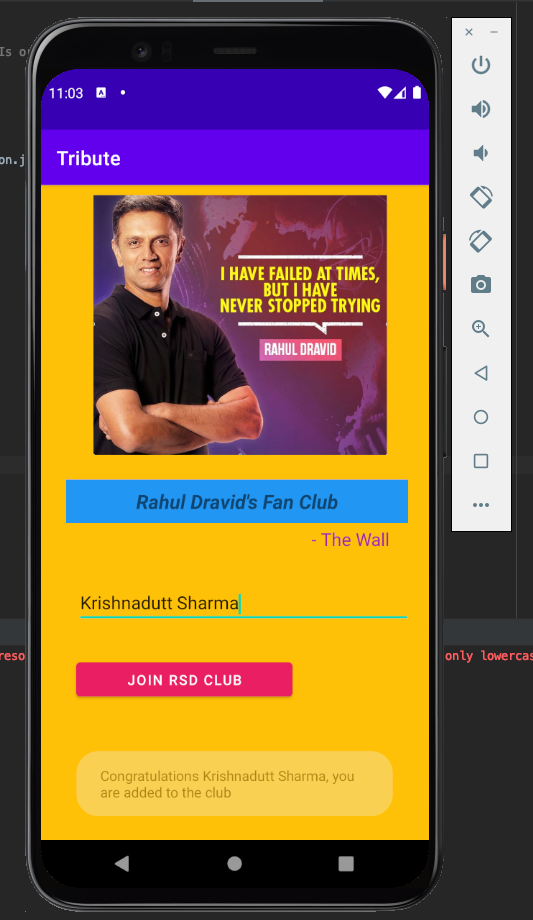 Is o
11:03
on.j
Tribute
I HAVE FAILED AT TIMES,
BUT I HAVE
NEVER STOPPED TRYING
RAHUL DRAVID
Rahul Dravid's Fan Club
- The Wall
Krishnadutt Sharma
reso
only lowercas
JOIN RSD CLUB
Congratulations Krishnadutt Sharma, you
are added to the club